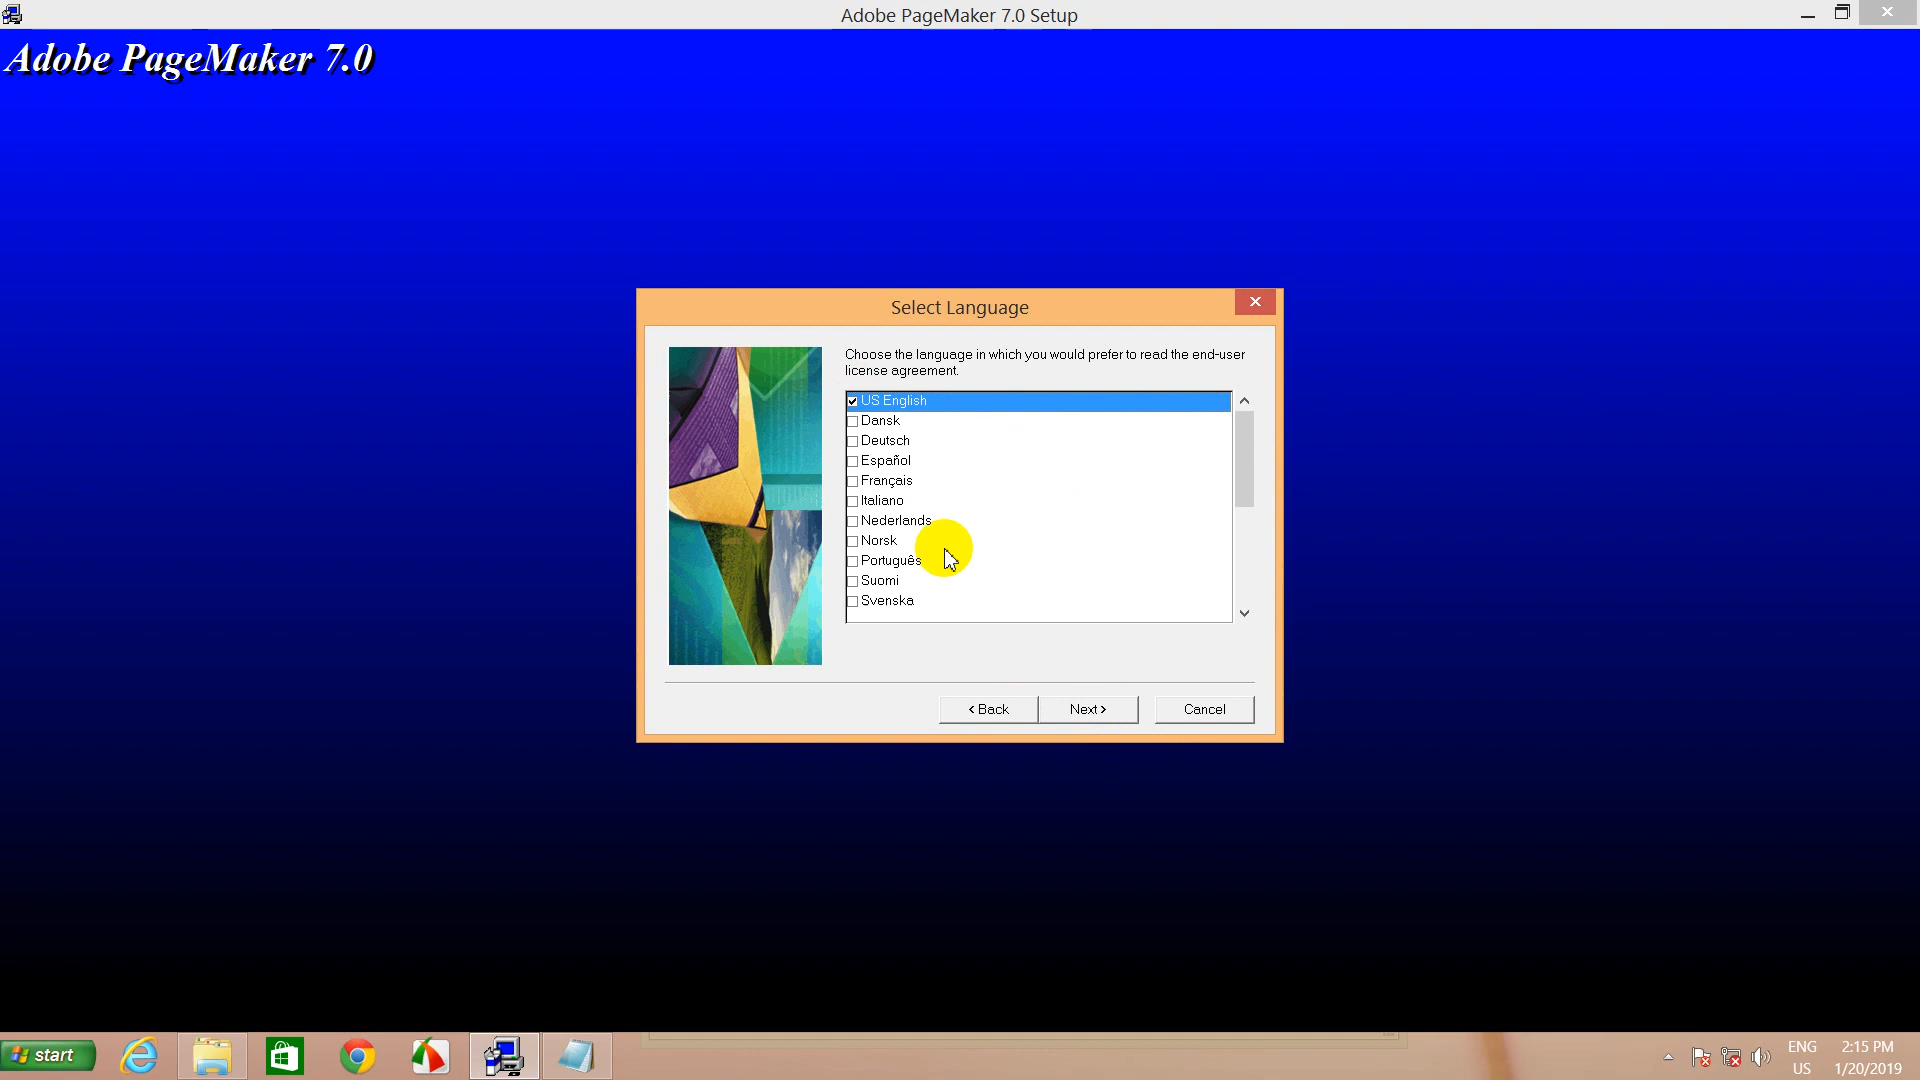 Adobe PageMaker 7.0 Setup
Adobe PageMaker 7.0
Select Language
Choose the language in which you would prefer to read the end-user
license agreement.
US English
Dansk
Deutsch
Español
Français
Italiano
Nederlands
Norsk
Português
Suomi
Svenska
< Back
Next >
Cancel
start
ENG
US
2:15 PM
1/20/2019